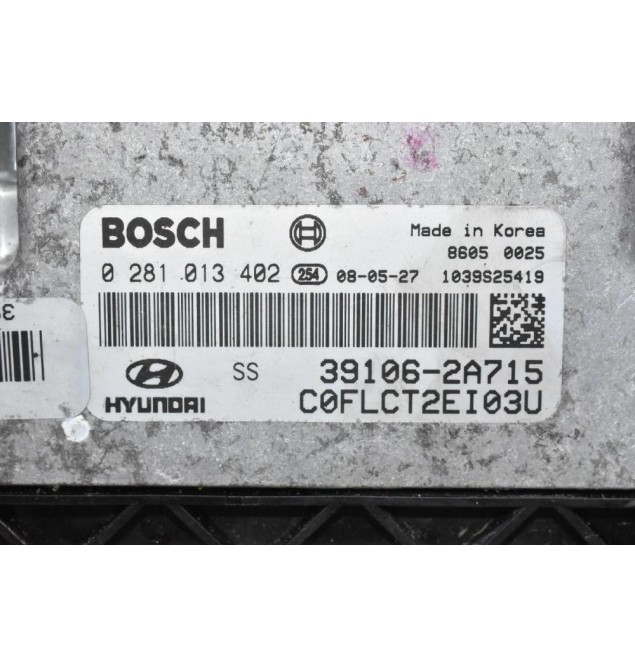 BOSCH
Made in Korea
8605 0025
0 281 013 402 254 08-05-27 1039S25419
SS 39106-2A715
HYUNDAI C0FLCT2EI03U